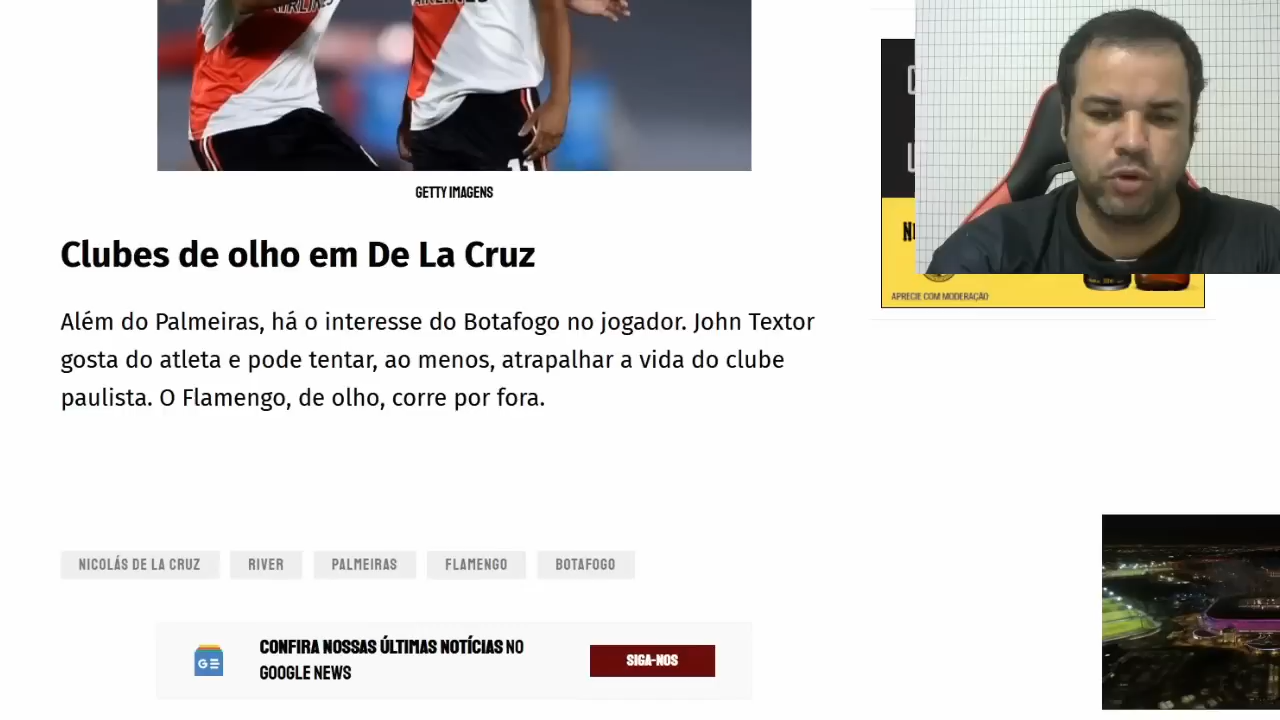 AIRLINES
GETTY IMAGENS
Clubes de olho em De La Cruz
Além do Palmeiras, há o interesse do Botafogo no jogador. John Textor
gosta do atleta e pode tentar, ao menos, atrapalhar a vida do clube
paulista. O Flamengo, de olho, corre por fora.
APRECIE COM MODERAÇÃO
NICOLÁS DE LA CRUZ
RIVER
PALMEIRAS
FLAMENGO
BOTAFOGO
CONFIRA NOSSAS ÚLTIMAS NOTÍCIAS NO
GOOGLE NEWS
SIGA-NOS